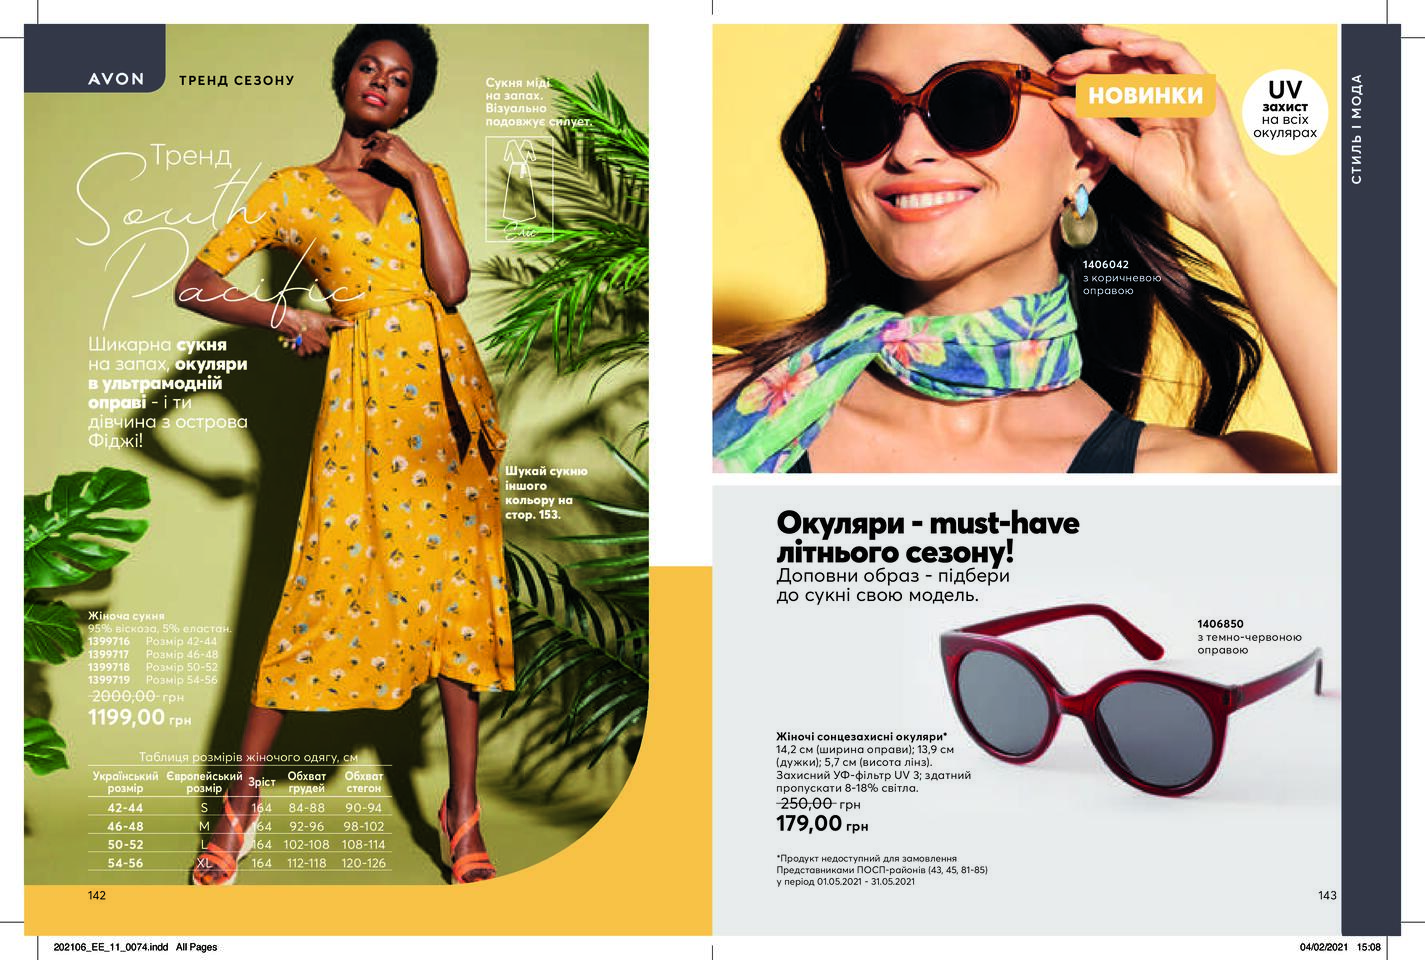 AVON
ТРЕНД СЕЗОНУ
Сукня міді
на запах.
Візуально
подовжує силует.
Еліс
Тренд
South
Pacific
Шикарна сукня
на запах, окуляри
в ультрамодній
оправі - і ти
дівчина з острова
Фіджі!
Шукай сукню
іншого
кольору на
стор. 153.
Жіноча сукня
95% віскоза, 5% еластан.
1399716 Розмір 42-44
1399717 Розмір 46-48
1399718 Розмір 50-52
1399719 Розмір 54-56
2000,00 грн
1199,00 грн
Таблиця розмірів жіночого одягу, см
Український розмір Європейський розмір Зріст Обхват грудей Обхват стегон
42-44 S 164 84-88 90-94
46-48 M 164 92-96 98-102
50-52 L 164 102-108 108-114
54-56 XL 164 112-118 120-126
142
НОВИНКИ
UV
захист
на всіх
окулярах
СТИЛЬ І МОДА
1406042
з коричневою
оправою
Окуляри - must-have
літнього сезону!
Доповни образ - підбери
до сукні свою модель.
1406850
з темно-червоною
оправою
Жіночі сонцезахисні окуляри*
14,2 см (ширина оправи); 13,9 см
(дужки); 5,7 см (висота лінз).
Захисний УФ-фільтр UV 3; здатний
пропускати 8-18% світла.
250,00 грн
179,00 грн
*Продукт недоступний для замовлення
Представниками ПОСП-районів (43, 45, 81-85)
у період 01.05.2021 - 31.05.2021
143
202106_EE_11_0074.indd All Pages
04/02/2021 15:08